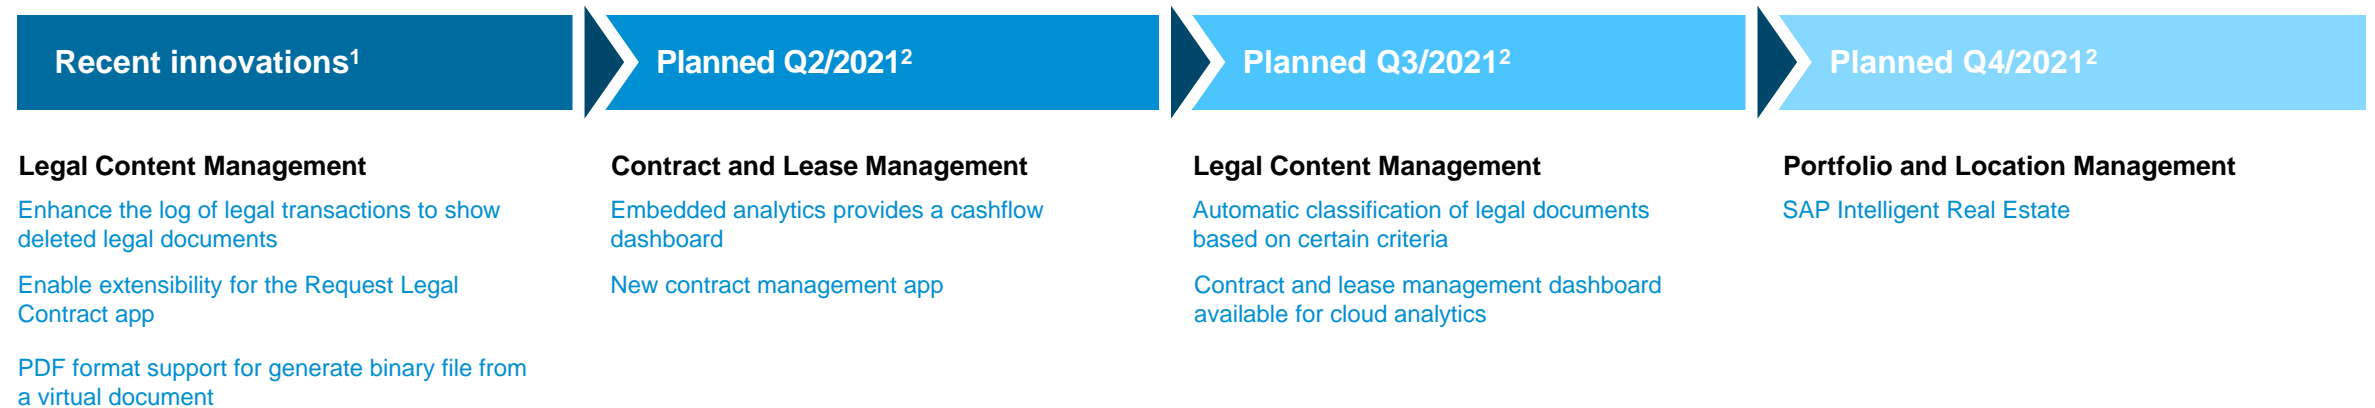 Recent innovations¹
Planned Q2/2021²
Planned Q3/2021²
Planned Q4/2021²
Legal Content Management
Enhance the log of legal transactions to show
deleted legal documents
Enable extensibility for the Request Legal
Contract app
PDF format support for generate binary file from
a virtual document
Contract and Lease Management
Embedded analytics provides a cashflow
dashboard
New contract management app
Legal Content Management
Automatic classification of legal documents
based on certain criteria
Contract and lease management dashboard
available for cloud analytics
Portfolio and Location Management
SAP Intelligent Real Estate